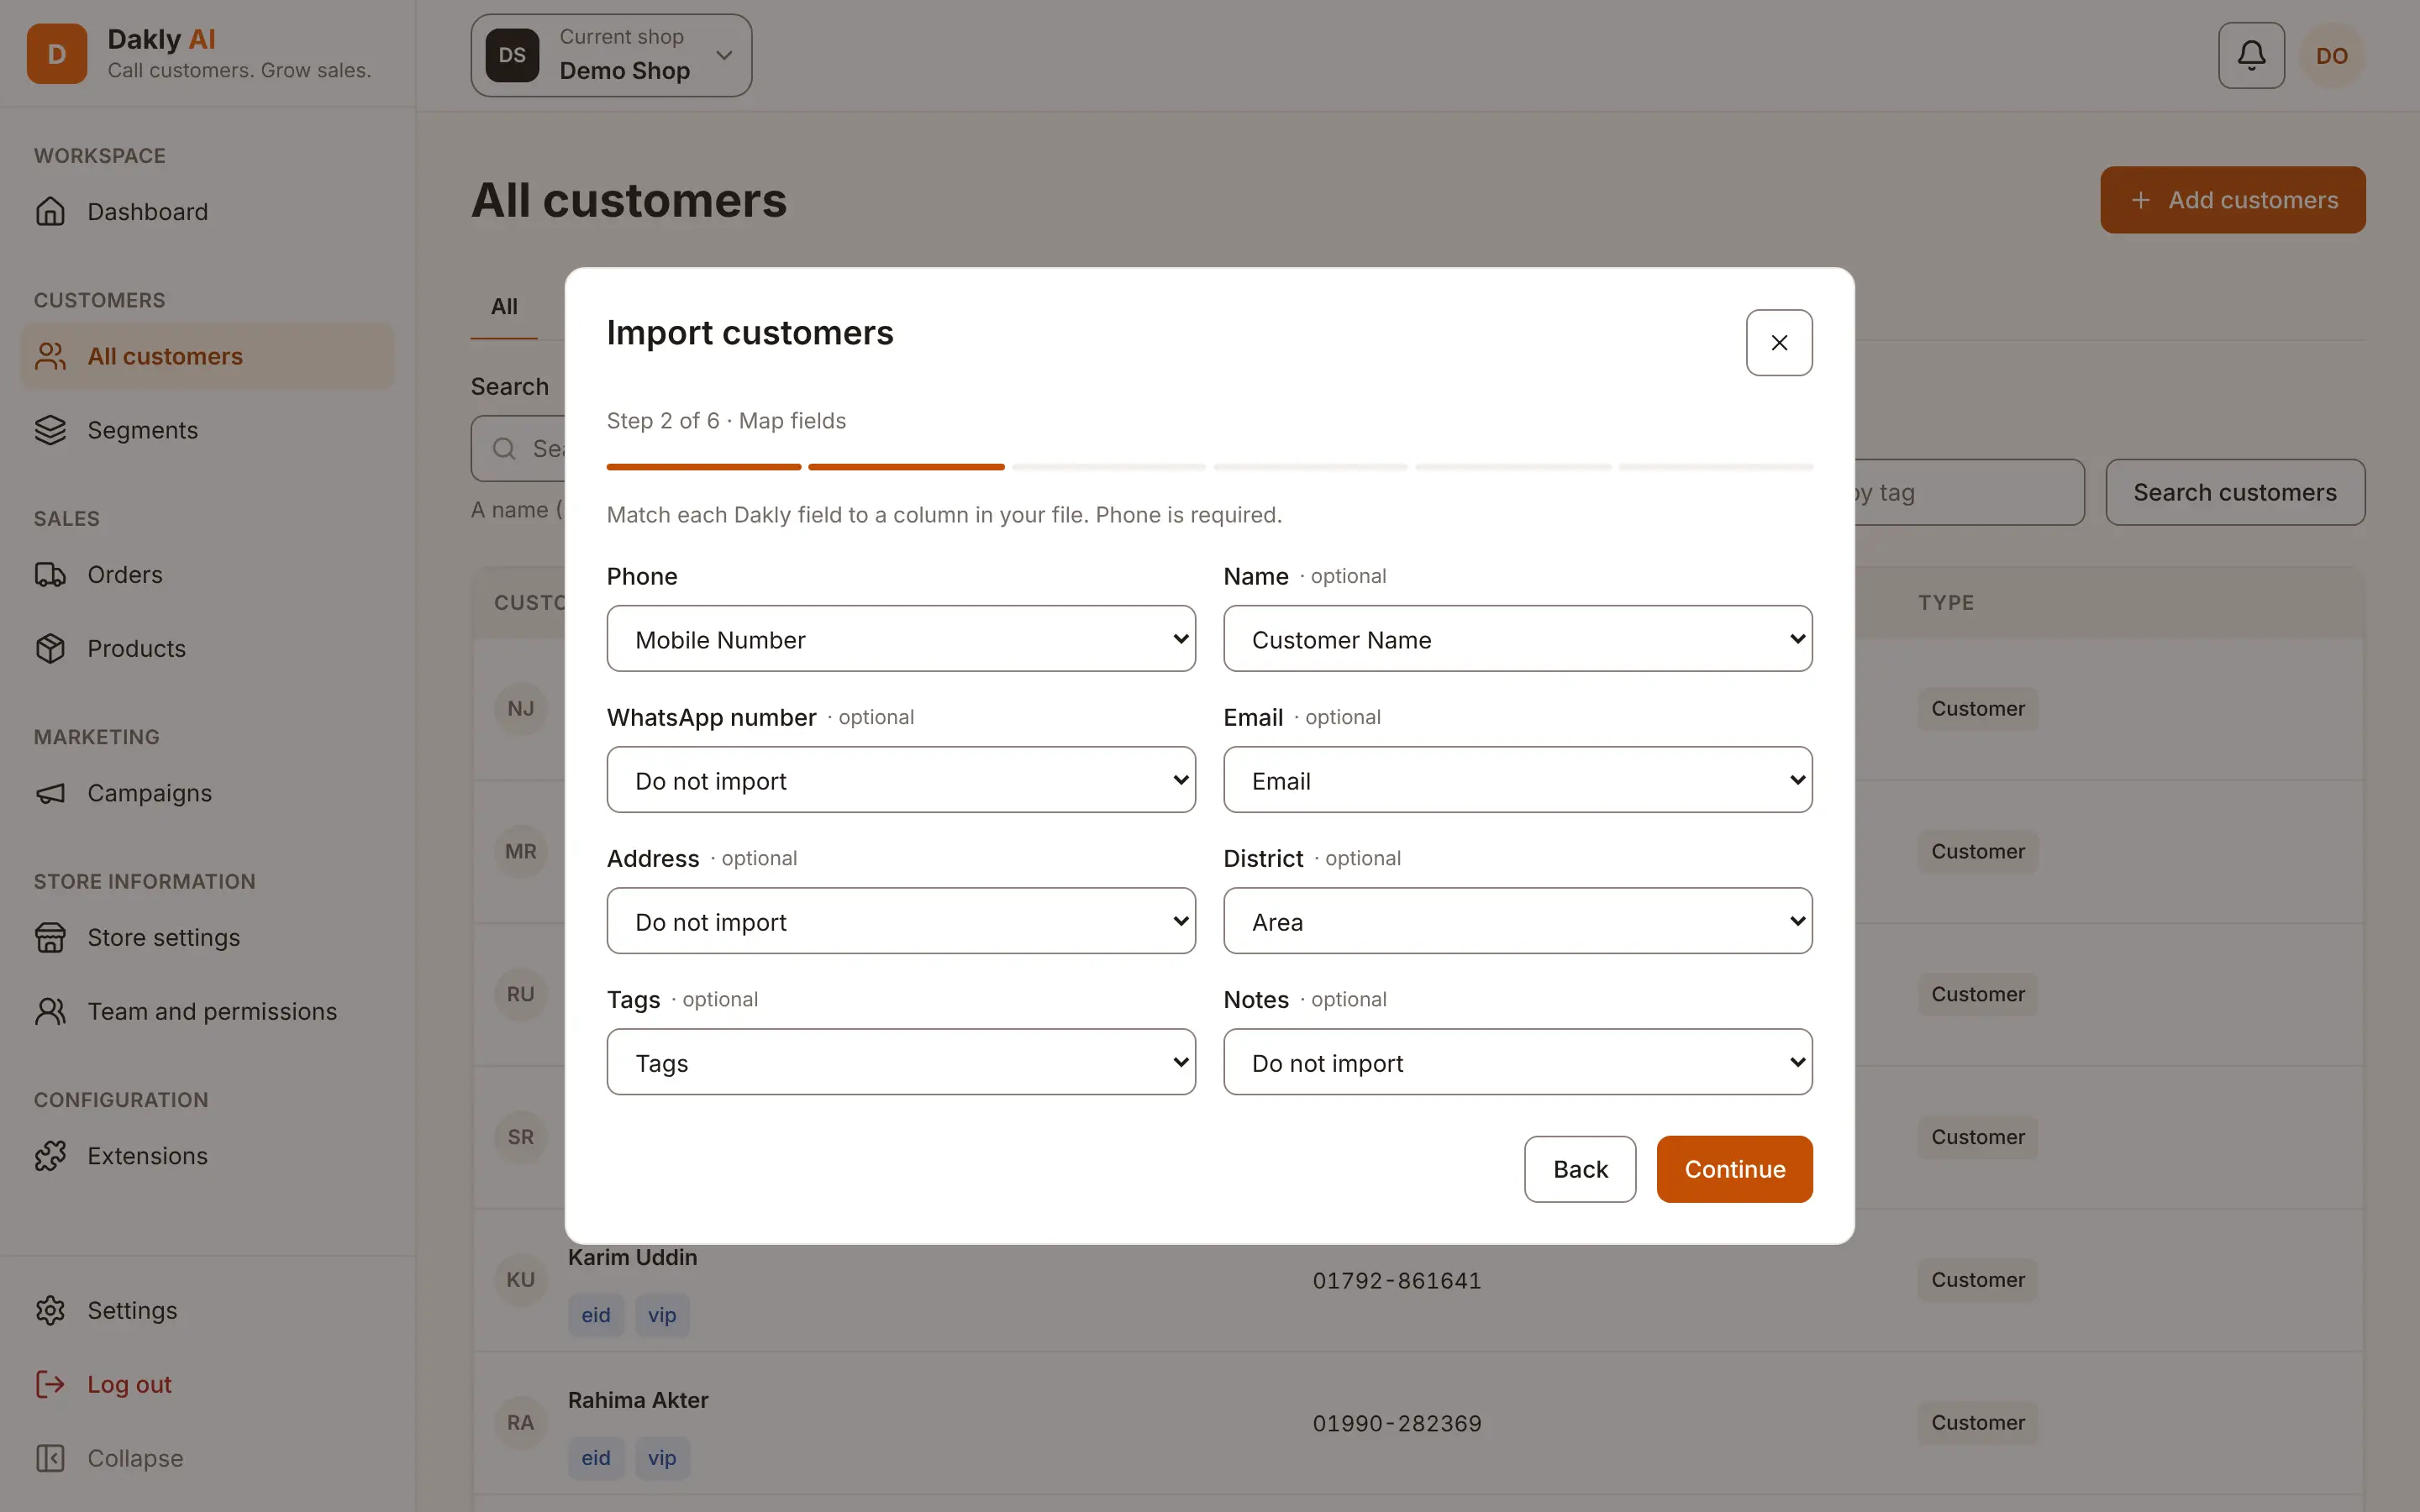 D
Dakly AI
Call customers. Grow sales.
WORKSPACE
Dashboard
CUSTOMERS
All customers
Segments
SALES
Orders
Products
MARKETING
Campaigns
STORE INFORMATION
Store settings
Team and permissions
CONFIGURATION
Extensions
Settings
Log out
Collapse
DS
Current shop
Demo Shop
DO
All customers
+ Add customers
All
Search
A name (
by tag
Search customers
TYPE
NJ
Customer
MR
Customer
RU
Customer
SR
Customer
KU
Karim Uddin
eid vip
01792-861641
Customer
RA
Rahima Akter
eid vip
01990-282369
Customer
Import customers
Step 2 of 6 · Map fields
Match each Dakly field to a column in your file. Phone is required.
Phone
Mobile Number
Name · optional
Customer Name
WhatsApp number · optional
Do not import
Email · optional
Email
Address · optional
Do not import
District · optional
Area
Tags · optional
Tags
Notes · optional
Do not import
Back
Continue